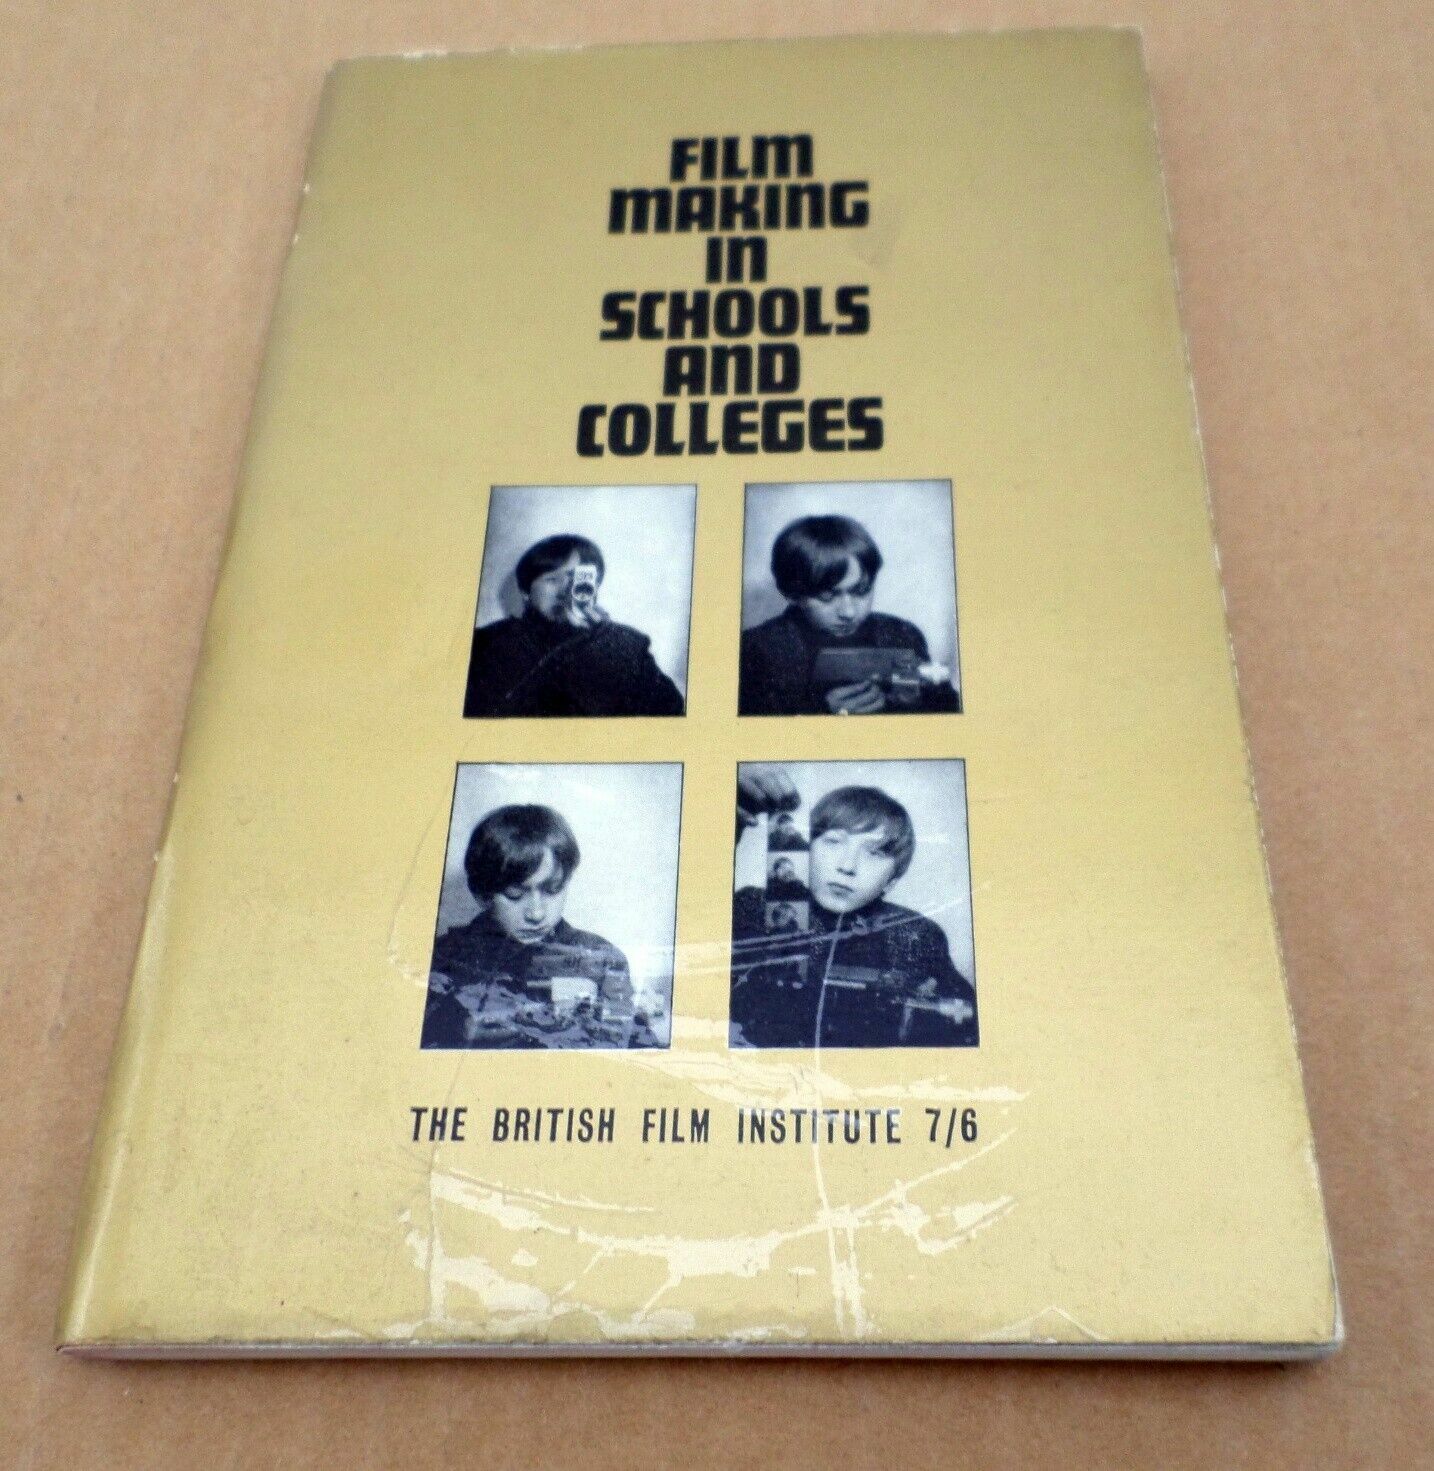 FILM
MAKING
IN
SCHOOLS
AND
COLLEGES
THE BRITISH FILM INSTITUTE 7/6